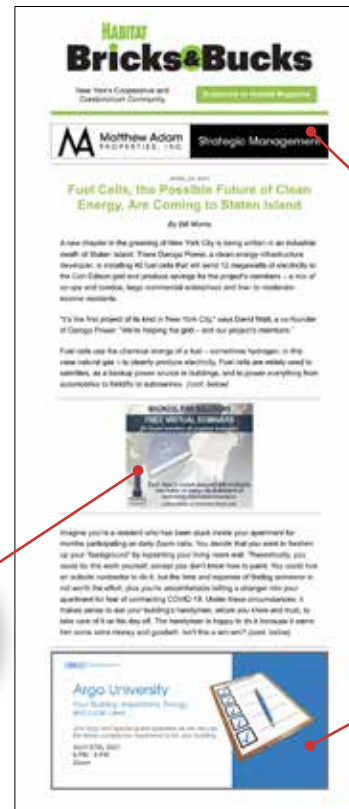 HABITAT
Bricks&Bucks
New York's Cooperative and
Condominium Community
Subscribe to Habitat Magazine
Matthew Adam
PROPERTIES, INC.
Strategic Management
2021
Fuel Cells, the Possible Future of Clean
Energy, Are Coming to Staten Island
By Bill Morris
A new chapter in the greening of New York City is being written in an industrial
swath of Staten Island. There Daroga Power, a clean-energy infrastructure
developer, is installing 40 fuel cells that will send 12 megawatts of electricity to
the Con Edison grid and produce savings for the project's members – a mix of
co-ops and condos, large commercial enterprises and low- to moderate-
income residents.
"It's the first project of its kind in New York City," says David Matt, a co-founder
of Daroga Power. "We're helping the grid – and our project's members."
Fuel cells use the chemical energy of a fuel – sometimes hydrogen, in this
case natural gas – to cleanly produce electricity. Fuel cells are widely used in
satellites, as a backup power source in buildings, and to power everything from
automobiles to forklifts to submarines. (cont. below)
FREE VIRTUAL SEMINARS
Imagine you're a resident who has been stuck inside your apartment for
months participating on daily Zoom calls. You decide that you want to freshen
up your "background" by repainting your living room wall. Theoretically, you
could do this work yourself, except you don't know how to paint. You could hire
an outside contractor to do it, but the time and expense of finding someone is
not worth the effort, plus you're uncomfortable letting a stranger into your
apartment for fear of contracting COVID-19. Under these circumstances, it
makes sense to ask your building's handyman, whom you know and trust, to
take care of it on his day off. The handyman is happy to do it because it earns
him some extra money and goodwill. Isn't this a win-win? (cont. below)
Argo University
Your Building, Inspections, Energy
and Local Laws
2021
Zoom